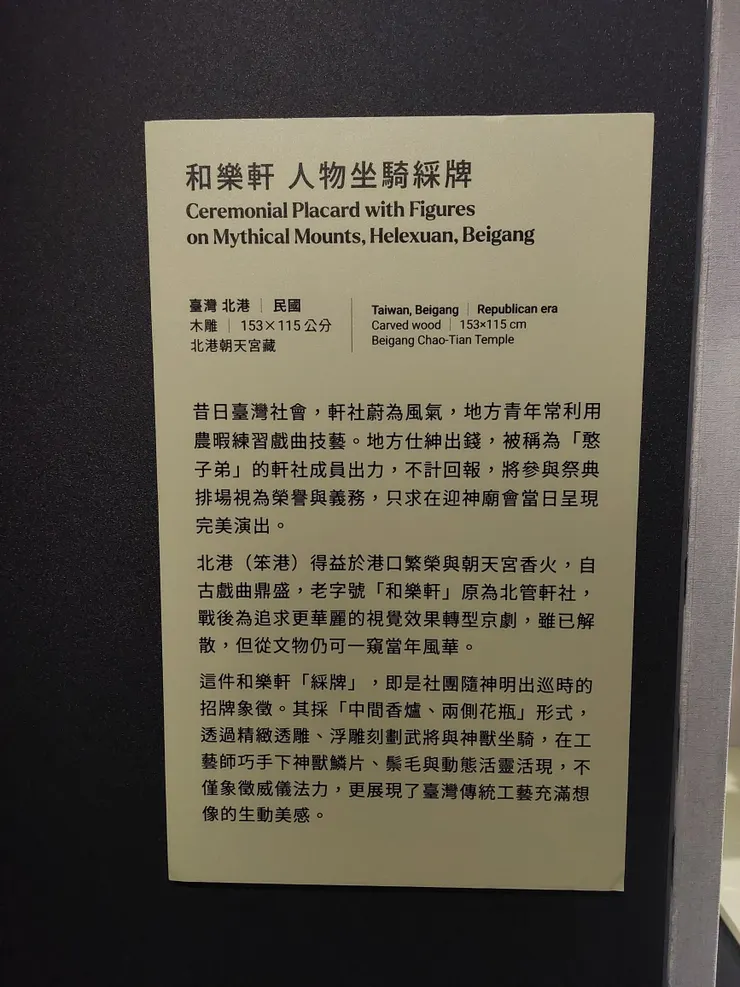 和樂軒 人物坐騎綵牌
Ceremonial Placard with Figures
on Mythical Mounts, Helexuan, Beigang
臺灣 北港｜民國
木雕｜153×115 公分
北港朝天宮藏
Taiwan, Beigang｜Republican era
Carved wood｜153×115 cm
Beigang Chao-Tian Temple
昔日臺灣社會，軒社蔚為風氣，地方青年常利用
農暇練習戲曲技藝。地方仕紳出錢，被稱為「憨
子弟」的軒社成員出力，不計回報，將參與祭典
排場視為榮譽與義務，只求在迎神廟會當日呈現
完美演出。
北港（笨港）得益於港口繁榮與朝天宮香火，自
古戲曲鼎盛，老字號「和樂軒」原為北管軒社，
戰後為追求更華麗的視覺效果轉型京劇，雖已解
散，但從文物仍可一窺當年風華。
這件和樂軒「綵牌」，即是社團隨神明出巡時的
招牌象徵。其採「中間香爐、兩側花瓶」形式，
透過精緻透雕、浮雕刻劃武將與神獸坐騎，在工
藝師巧手下神獸鱗片、鬃毛與動態活靈活現，不
僅象徵威儀法力，更展現了臺灣傳統工藝充滿想
像的生動美感。